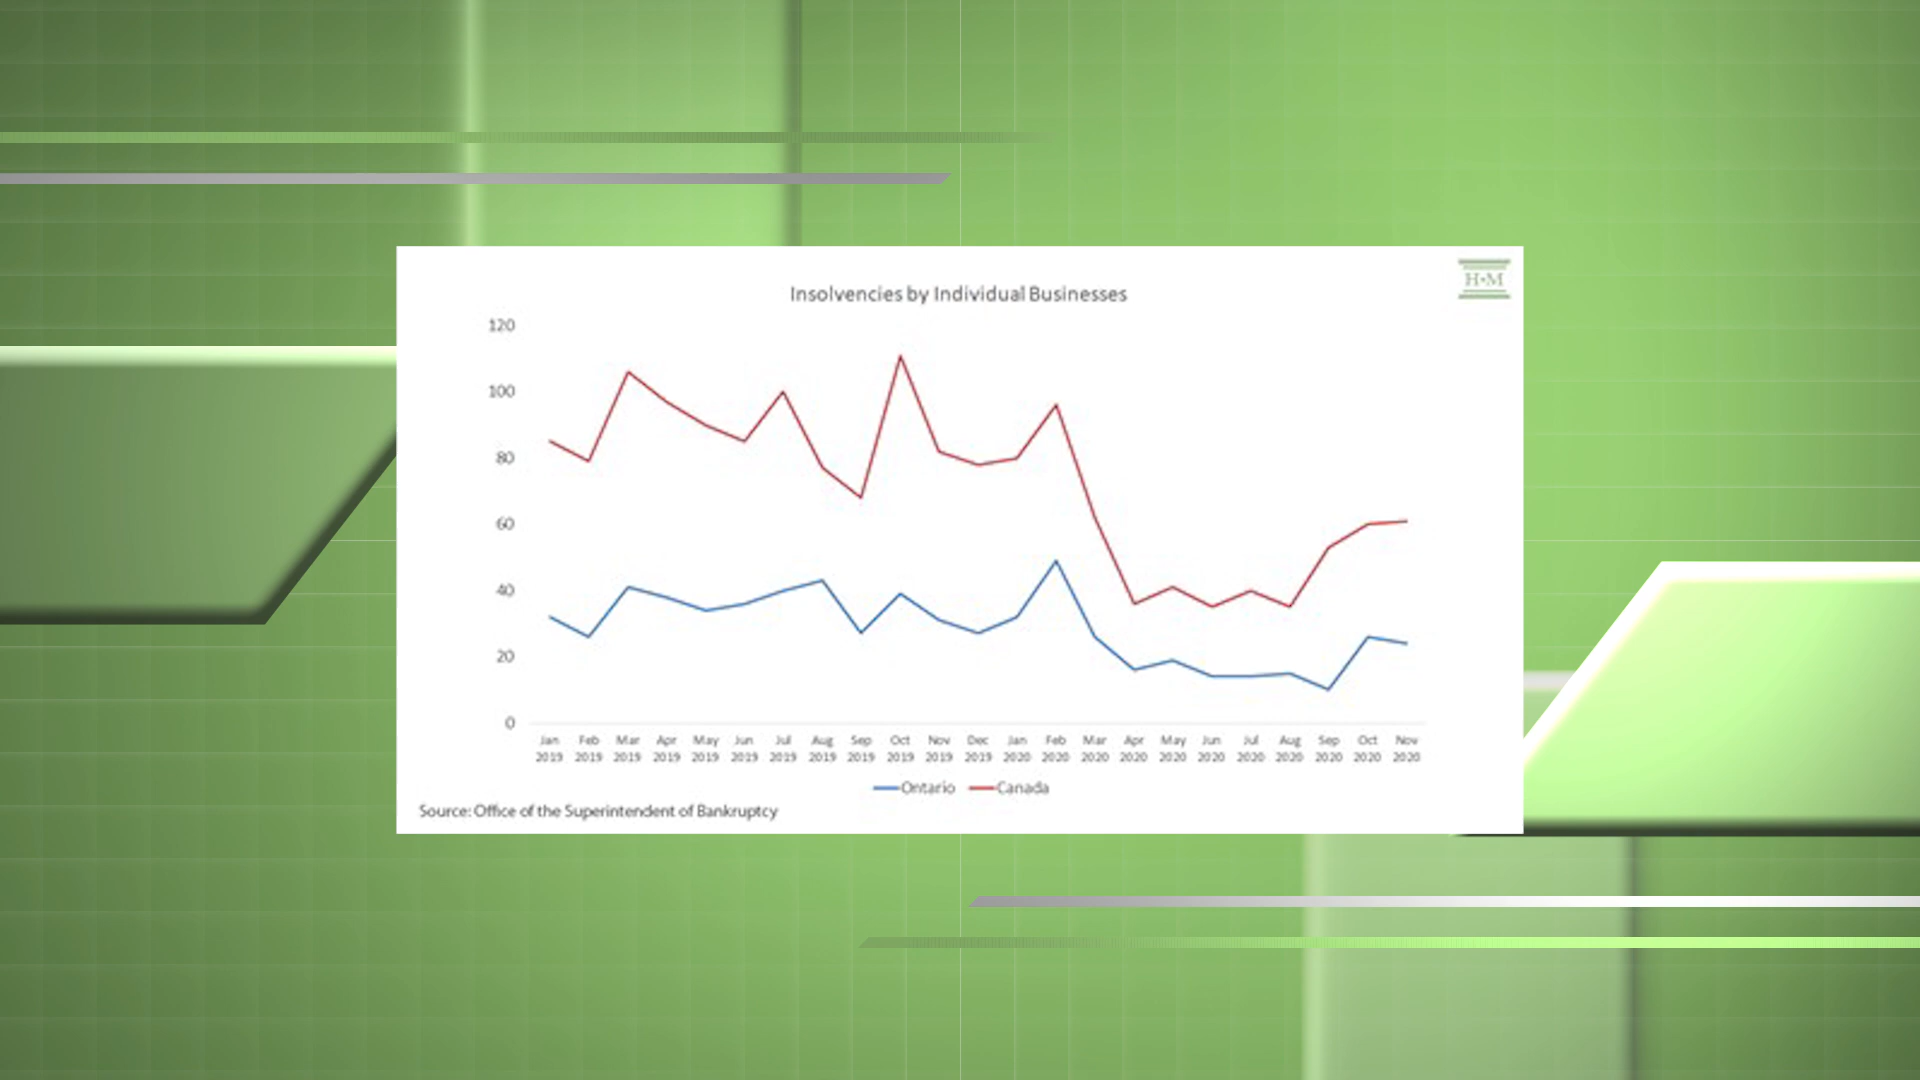 H•M
Insolvencies by Individual Businesses
120
100
80
60
40
20
0
Jan Feb Mar Apr May Jun Jul Aug Sep Oct Nov Dec Jan Feb Mar Apr May Jun Jul Aug Sep Oct Nov
2019 2019 2019 2019 2019 2019 2019 2019 2019 2019 2019 2019 2020 2020 2020 2020 2020 2020 2020 2020 2020 2020 2020
Ontario Canada
Source: Office of the Superintendent of Bankruptcy